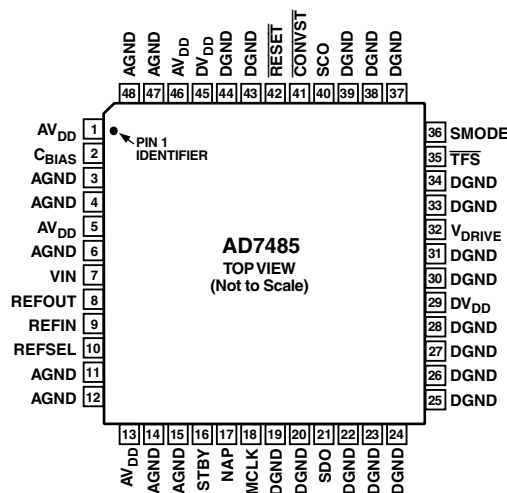 AGND AGND AVDD DVDD DGND DGND RESET CONVST SCO DGND DGND DGND
48 47 46 45 44 43 42 41 40 39 38 37
AVDD 1
CBIAS 2
AGND 3
AGND 4
AVDD 5
AGND 6
VIN 7
REFOUT 8
REFIN 9
REFSEL 10
AGND 11
AGND 12
PIN 1
IDENTIFIER
AD7485
TOP VIEW
(Not to Scale)
36 SMODE
35 TFS
34 DGND
33 DGND
32 VDRIVE
31 DGND
30 DGND
29 DVDD
28 DGND
27 DGND
26 DGND
25 DGND
13 14 15 16 17 18 19 20 21 22 23 24
AVDD AGND AGND STBY NAP MCLK DGND DGND SDO DGND DGND DGND